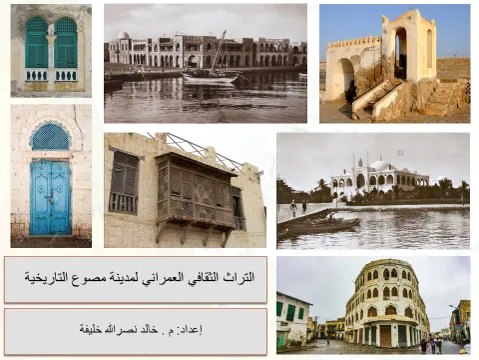 التراث الثقافي العمراني لمدينة مصوع التاريخية
إعداد: م . خالد نصرالله خليفة